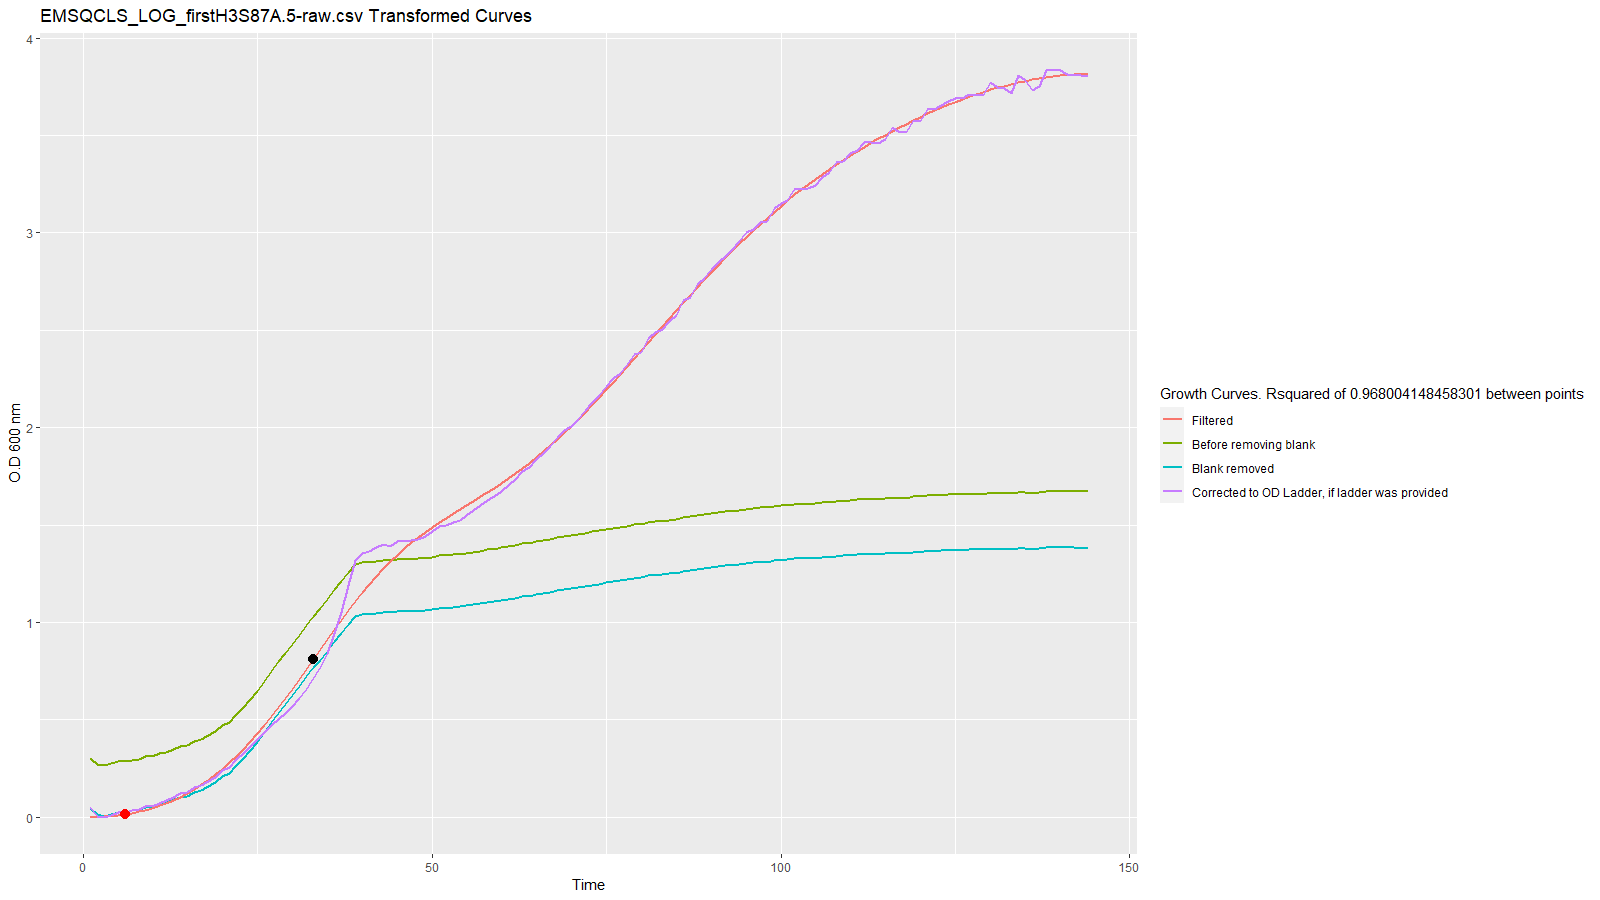 EMSQCLS_LOG_firstH3S87A.5-raw.csv Transformed Curves
4
3
2
1
0
O.D 600 nm
0
50
100
150
Time
Growth Curves. Rsquared of 0.968004148458301 between points
Filtered
Before removing blank
Blank removed
Corrected to OD Ladder, if ladder was provided